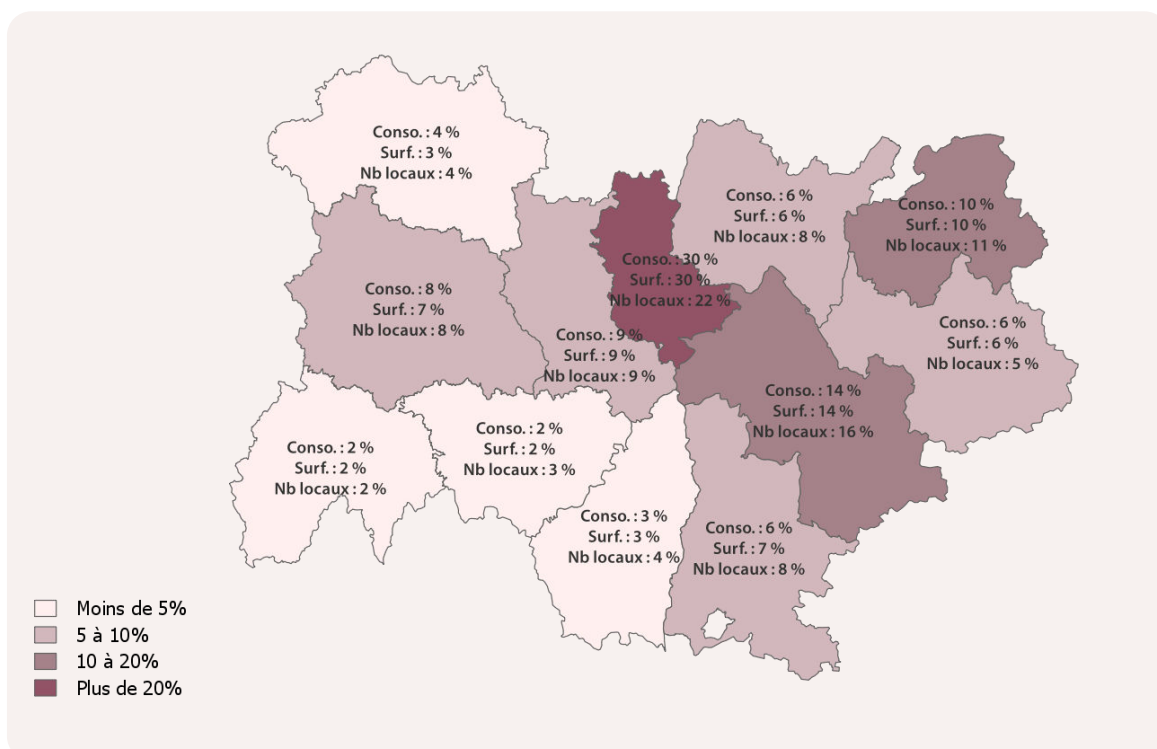 Conso. : 4 %
Surf. : 3 %
Nb locaux : 4 %
Conso. : 6 %
Surf. : 6 %
Nb locaux : 8 %
Conso. : 10 %
Surf. : 10 %
Nb locaux : 11 %
Conso. : 30 %
Surf. : 30 %
Nb locaux : 22 %
Conso. : 8 %
Surf. : 7 %
Nb locaux : 8 %
Conso. : 9 %
Surf. : 9 %
Nb locaux : 9 %
Conso. : 6 %
Surf. : 6 %
Nb locaux : 5 %
Conso. : 14 %
Surf. : 14 %
Nb locaux : 16 %
Conso. : 2 %
Surf. : 2 %
Nb locaux : 2 %
Conso. : 2 %
Surf. : 2 %
Nb locaux : 3 %
Conso. : 3 %
Surf. : 3 %
Nb locaux : 4 %
Conso. : 6 %
Surf. : 7 %
Nb locaux : 8 %
Moins de 5%
5 à 10%
10 à 20%
Plus de 20%